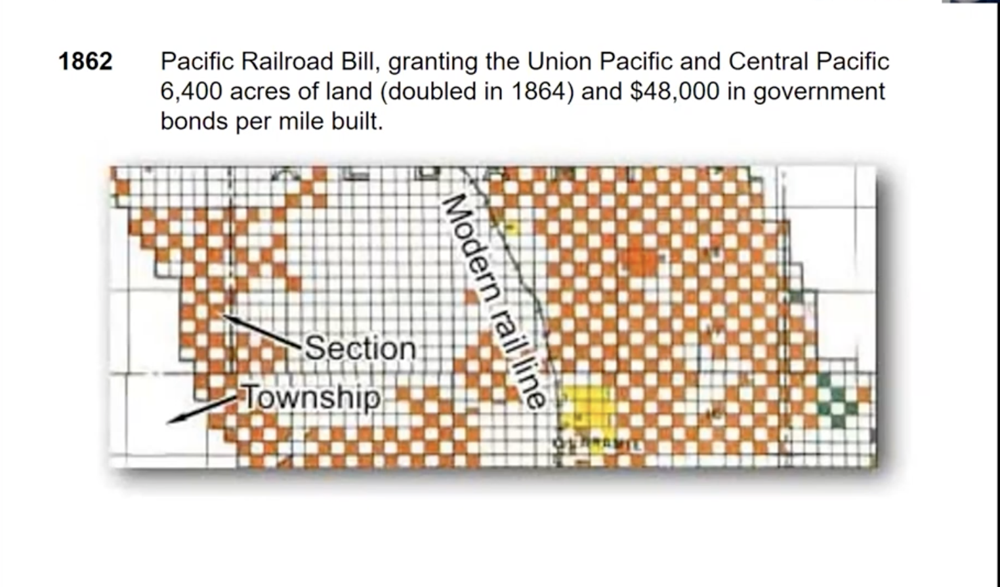 1862 Pacific Railroad Bill, granting the Union Pacific and Central Pacific
6,400 acres of land (doubled in 1864) and $48,000 in government
bonds per mile built.
Modern rail line
Section
Township